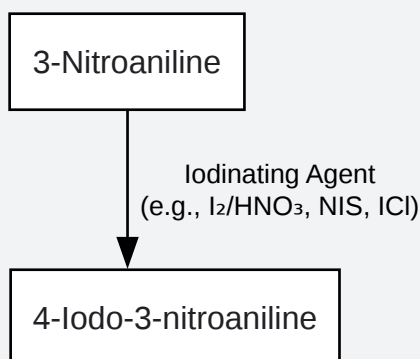 3-Nitroaniline
Iodinating Agent
(e.g., I₂/HNO₃, NIS, ICl)
4-Iodo-3-nitroaniline